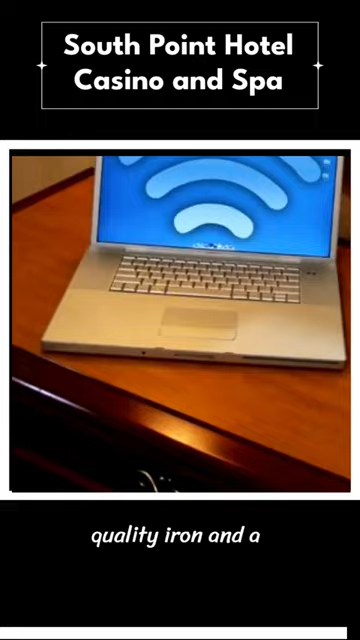 South Point Hotel
Casino and Spa
quality iron and a